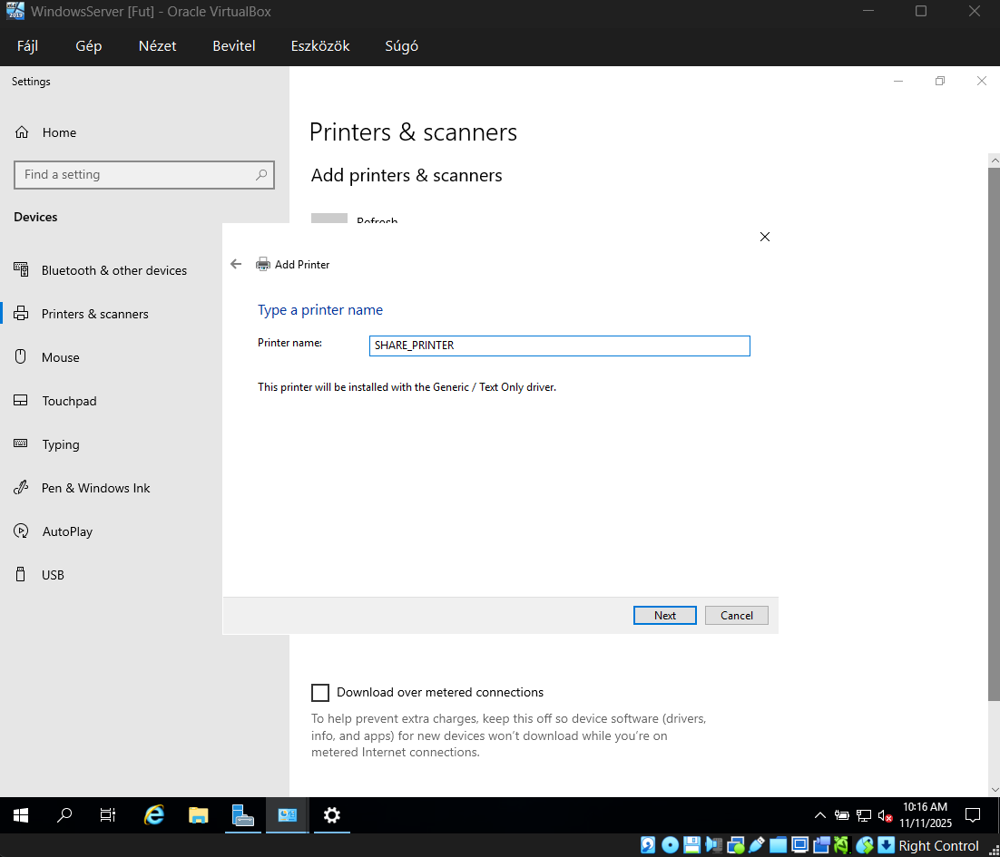 WindowsServer [Fut] - Oracle VirtualBox
Fájl Gép Nézet Bevitel Eszközök Súgó
Settings
Home
Find a setting
Devices
Bluetooth & other devices
Printers & scanners
Mouse
Touchpad
Typing
Pen & Windows Ink
AutoPlay
USB
Printers & scanners
Add printers & scanners
Refresh
Add Printer
Type a printer name
Printer name: SHARE_PRINTER
This printer will be installed with the Generic / Text Only driver.
Next Cancel
Download over metered connections
To help prevent extra charges, keep this off so device software (drivers,
info, and apps) for new devices won't download while you're on
metered Internet connections.
10:16 AM
11/11/2025
Right Control